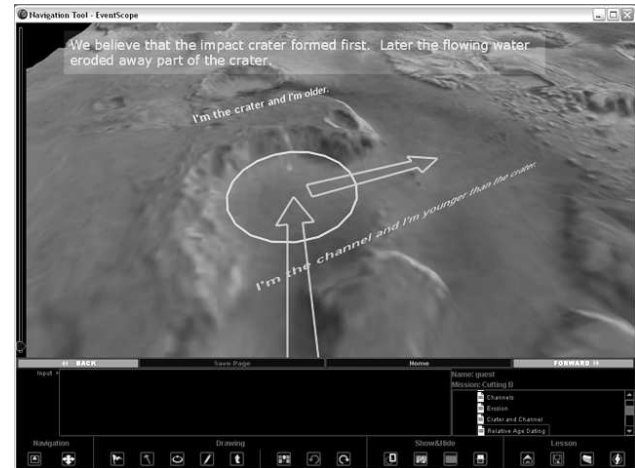 Navigation Tool - EventScope
We believe that the impact crater formed first. Later the flowing water
eroded away part of the crater.
I'm the crater and I'm older.
I'm the channel and I'm younger than the crater.
BACK
Save Page
Home
FORWARD
Input
Name: guest
Mission: Cutting B
Channels
Erosion
Crater and Channel
Relative Age Dating
Navigation
Drawing
Show&Hide
Lesson